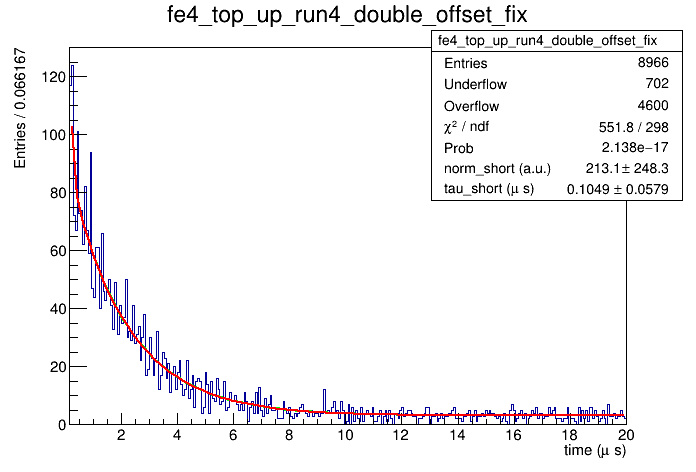 fe4_top_up_run4_double_offset_fix
fe4_top_up_run4_double_offset_fix
Entries 8966
Underflow 702
Overflow 4600
χ² / ndf 551.8 / 298
Prob 2.138e−17
norm_short (a.u.) 213.1 ± 248.3
tau_short (μ s) 0.1049 ± 0.0579
Entries / 0.066167
120
100
80
60
40
20
0
2 4 6 8 10 12 14 16 18 20
time (μ s)